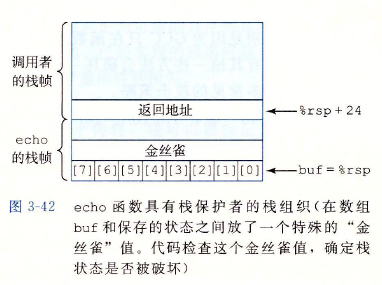 调用者
的栈帧
返回地址
%rsp + 24
echo
的栈帧
金丝雀
[7] [6] [5] [4] [3] [2] [1] [0]
buf = %rsp
图 3-42 echo 函数具有栈保护者的栈组织(在数组
buf 和保存的状态之间放了一个特殊的“金
丝雀”值。代码检查这个金丝雀值，确定栈
状态是否被破坏)